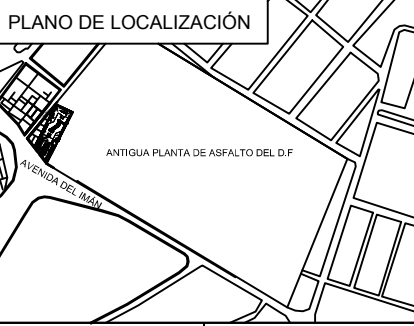 PLANO DE LOCALIZACIÓN
ANTIGUA PLANTA DE ASFALTO DEL D.F
AVENIDA DEL IMÁN